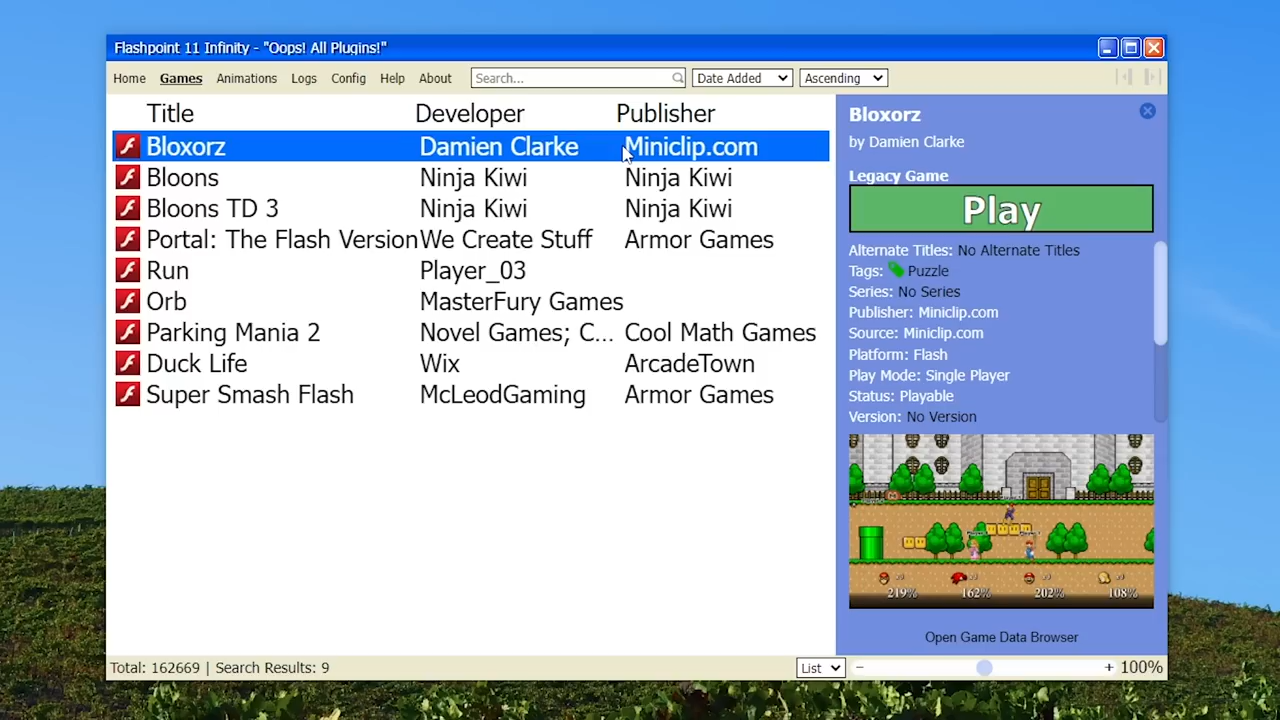 Flashpoint 11 Infinity - "Oops! All Plugins!"
Home Games Animations Logs Config Help About Search... Date Added Ascending
Title Developer Publisher
Bloxorz Damien Clarke Miniclip.com
Bloons Ninja Kiwi Ninja Kiwi
Bloons TD 3 Ninja Kiwi Ninja Kiwi
Portal: The Flash Version We Create Stuff Armor Games
Run Player_03
Orb MasterFury Games
Parking Mania 2 Novel Games; C... Cool Math Games
Duck Life Wix ArcadeTown
Super Smash Flash McLeodGaming Armor Games
Bloxorz
by Damien Clarke
Legacy Game
Play
Alternate Titles: No Alternate Titles
Tags: Puzzle
Series: No Series
Publisher: Miniclip.com
Source: Miniclip.com
Platform: Flash
Play Mode: Single Player
Status: Playable
Version: No Version
219% 162% 202% 108%
Open Game Data Browser
Total: 162669 | Search Results: 9
List − + 100%